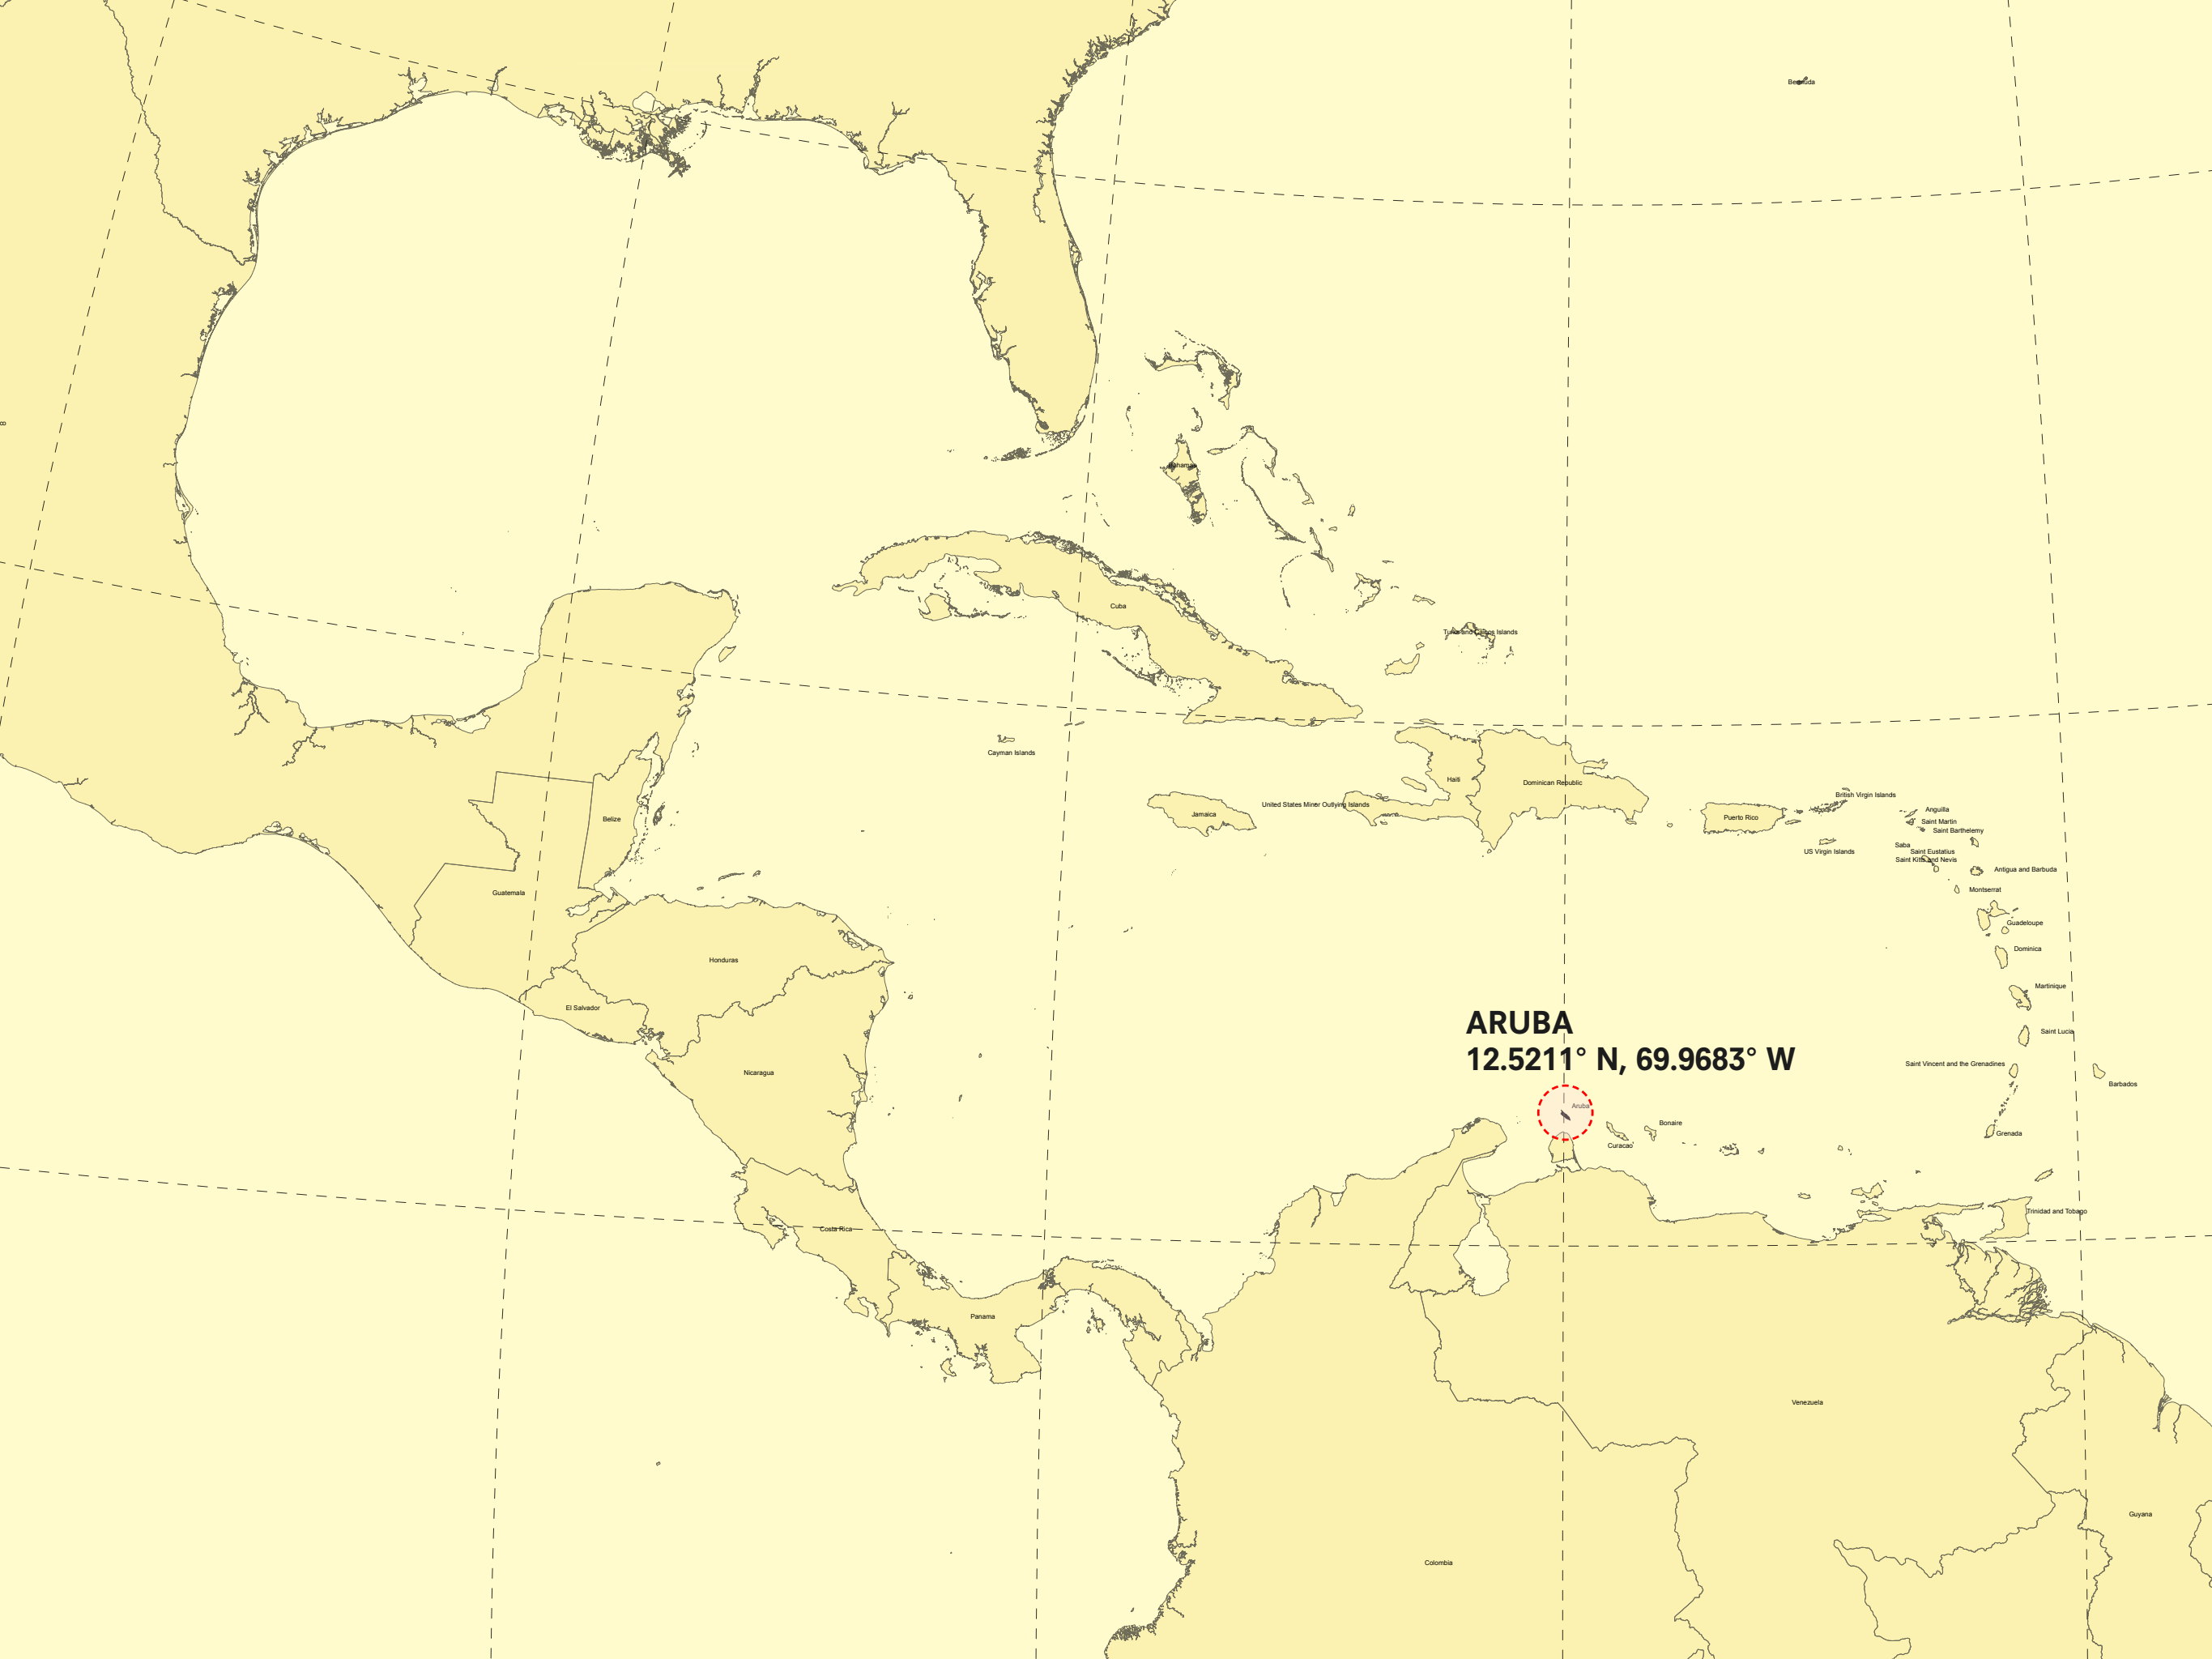 Bermuda
Bahamas
Cuba
Turks and Caicos Islands
Cayman Islands
Haiti
Dominican Republic
United States Minor Outlying Islands
Jamaica
Puerto Rico
British Virgin Islands
US Virgin Islands
Anguilla
Saint Martin
Saint Barthelemy
Saba
Saint Eustatius
Saint Kitts and Nevis
Antigua and Barbuda
Montserrat
Guadeloupe
Dominica
Martinique
Saint Lucia
Saint Vincent and the Grenadines
Barbados
Grenada
Trinidad and Tobago
Belize
Guatemala
Honduras
El Salvador
Nicaragua
Costa Rica
Panama
ARUBA
12.5211° N, 69.9683° W
Aruba
Curacao
Bonaire
Venezuela
Colombia
Guyana